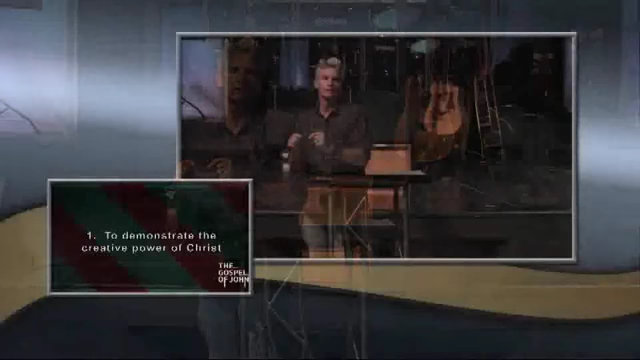 1. To demonstrate the
creative power of Christ
THE
GOSPEL
OF JOHN